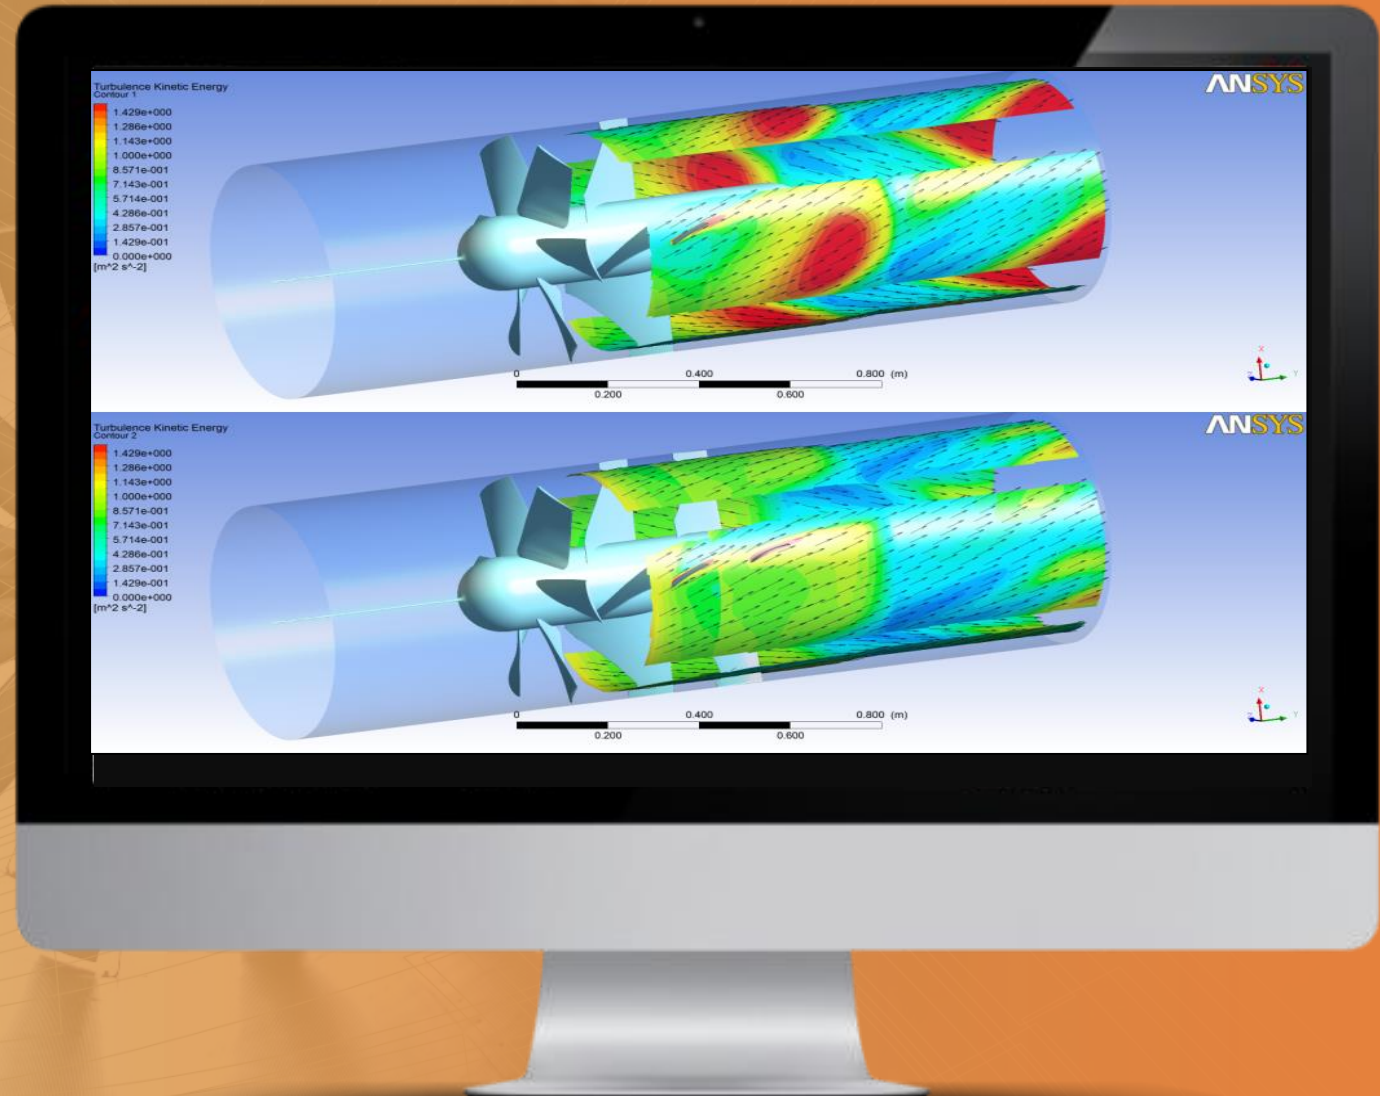 Turbulence Kinetic Energy
Contour 1
ANSYS
1.429e+000
1.286e+000
1.143e+000
1.000e+000
8.571e-001
7.143e-001
5.714e-001
4.286e-001
2.857e-001
1.429e-001
0.000e+000
[m^2 s^-2]
0 0.400 0.800 (m)
0.200 0.600
X
Y
Z
Turbulence Kinetic Energy
Contour 2
ANSYS
1.429e+000
1.286e+000
1.143e+000
1.000e+000
8.571e-001
7.143e-001
5.714e-001
4.286e-001
2.857e-001
1.429e-001
0.000e+000
[m^2 s^-2]
0 0.400 0.800 (m)
0.200 0.600
X
Y
Z